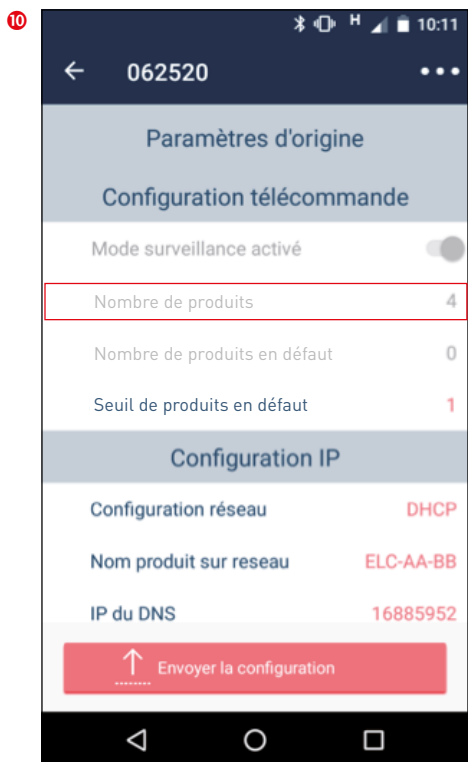 10
H 10:11
062520
Paramètres d'origine
Configuration télécommande
Mode surveillance activé
Nombre de produits 4
Nombre de produits en défaut 0
Seuil de produits en défaut 1
Configuration IP
Configuration réseau DHCP
Nom produit sur reseau ELC-AA-BB
IP du DNS 16885952
Envoyer la configuration